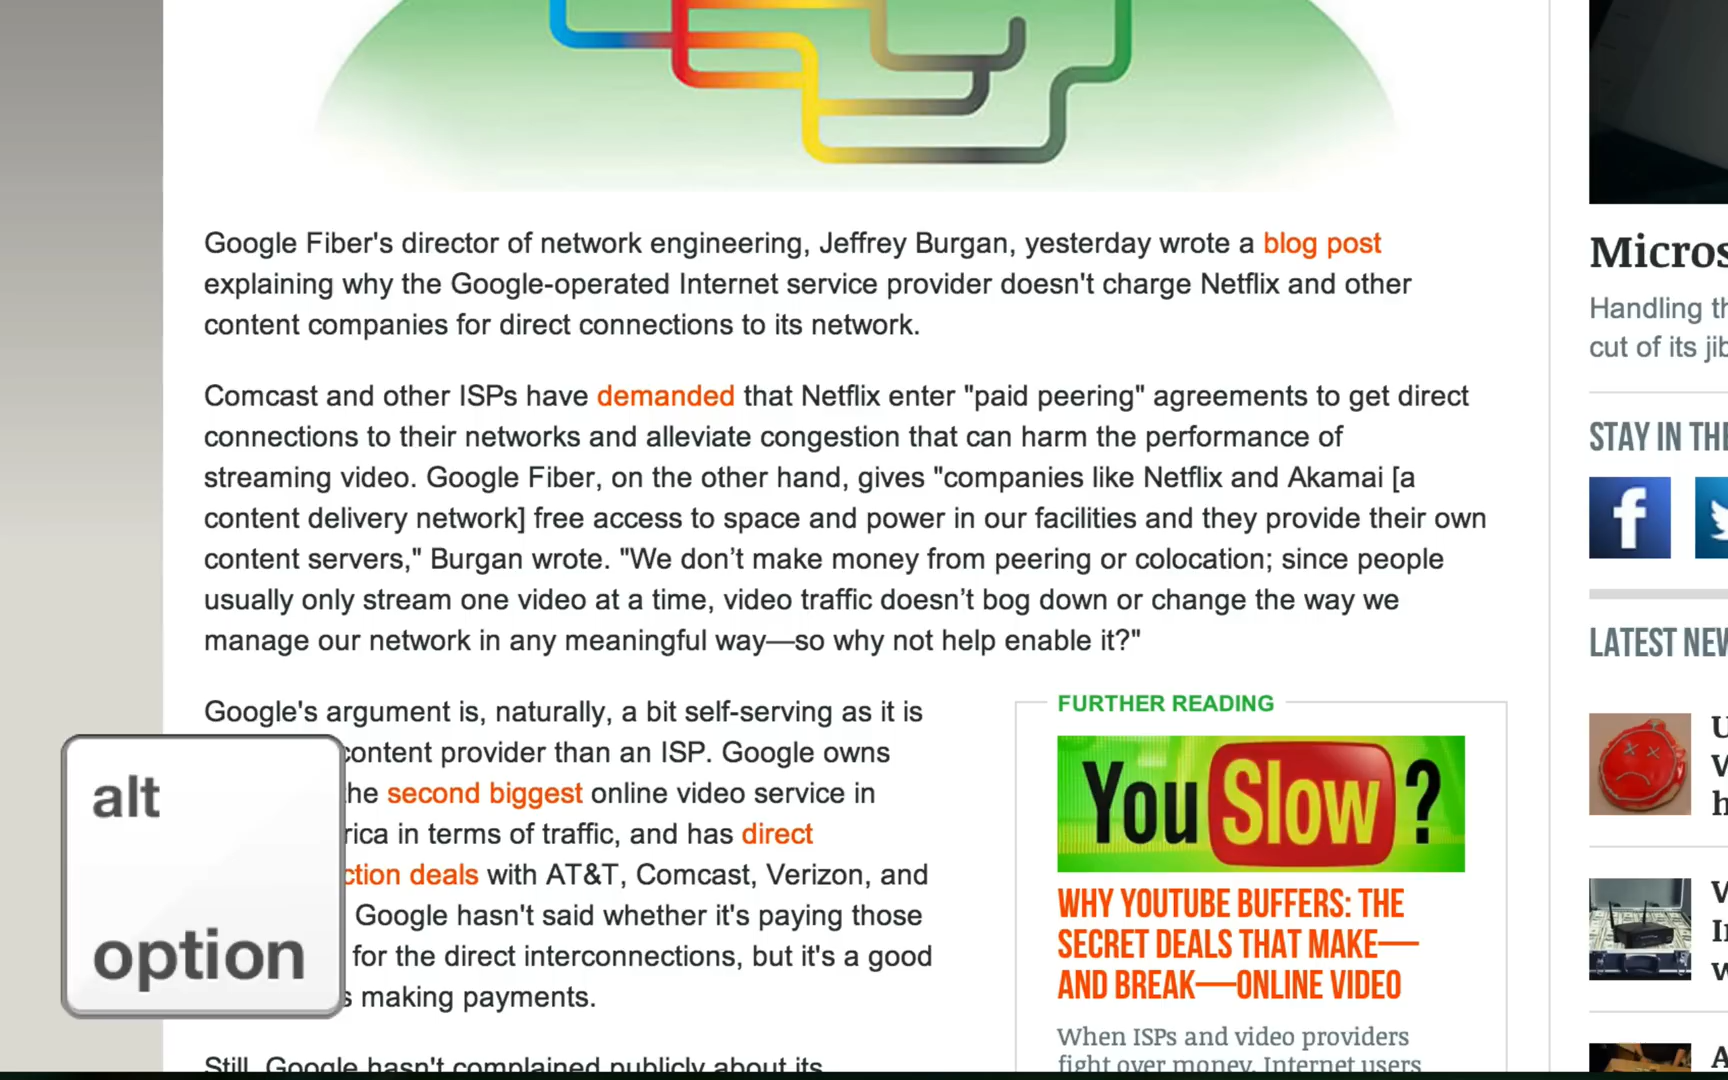 Google Fiber's director of network engineering, Jeffrey Burgan, yesterday wrote a blog post
explaining why the Google-operated Internet service provider doesn't charge Netflix and other
content companies for direct connections to its network.
Comcast and other ISPs have demanded that Netflix enter "paid peering" agreements to get direct
connections to their networks and alleviate congestion that can harm the performance of
streaming video. Google Fiber, on the other hand, gives "companies like Netflix and Akamai [a
content delivery network] free access to space and power in our facilities and they provide their own
content servers," Burgan wrote. "We don’t make money from peering or colocation; since people
usually only stream one video at a time, video traffic doesn’t bog down or change the way we
manage our network in any meaningful way—so why not help enable it?"
Google's argument is, naturally, a bit self-serving as it is
content provider than an ISP. Google owns
the second biggest online video service in
rica in terms of traffic, and has direct
ction deals with AT&T, Comcast, Verizon, and
Google hasn't said whether it's paying those
for the direct interconnections, but it's a good
s making payments.
Still, Google hasn't complained publicly about its
alt
option
FURTHER READING
You Slow ?
WHY YOUTUBE BUFFERS: THE
SECRET DEALS THAT MAKE—
AND BREAK—ONLINE VIDEO
When ISPs and video providers
fight over money, Internet users
Micros
Handling th
cut of its jib
STAY IN THE
f
LATEST NEW
U
V
h
V
I
w
A